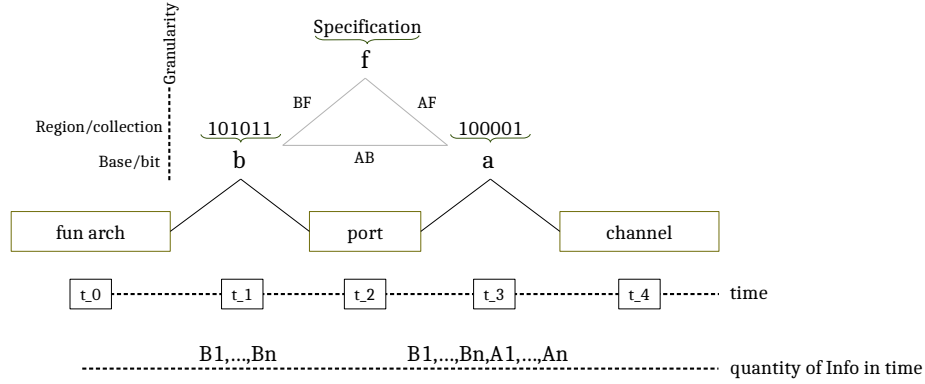 Granularity
Specification
f
BF
AF
Region/collection
101011
100001
Base/bit
b
AB
a
fun arch
port
channel
t_0
t_1
t_2
t_3
t_4
time
B1,...,Bn
B1,...,Bn,A1,...,An
quantity of Info in time